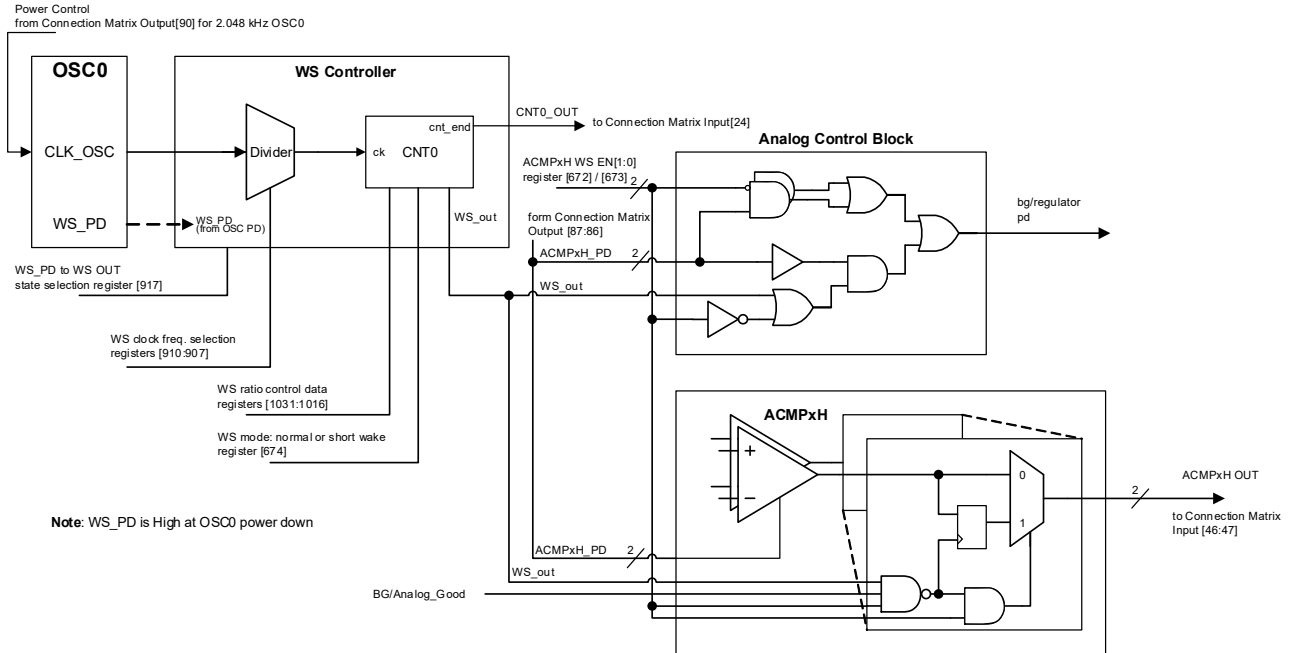 Power Control
from Connection Matrix Output[90] for 2.048 kHz OSC0
OSC0
CLK_OSC
WS_PD
WS Controller
Divider
cnt_end
ck
CNT0
WS_PD
(from OSC PD)
WS_out
CNT0_OUT
to Connection Matrix Input[24]
WS_PD to WS OUT
state selection register [917]
WS clock freq. selection
registers [910:907]
WS ratio control data
registers [1031:1016]
WS mode: normal or short wake
register [674]
Note: WS_PD is High at OSC0 power down
Analog Control Block
ACMPxH WS EN[1:0]
register [672] / [673]
2
form Connection Matrix
Output [87:86]
ACMPxH_PD
2
WS_out
bg/regulator
pd
ACMPxH
+
−
0
1
2
ACMPxH OUT
to Connection Matrix
Input [46:47]
ACMPxH_PD
2
WS_out
BG/Analog_Good